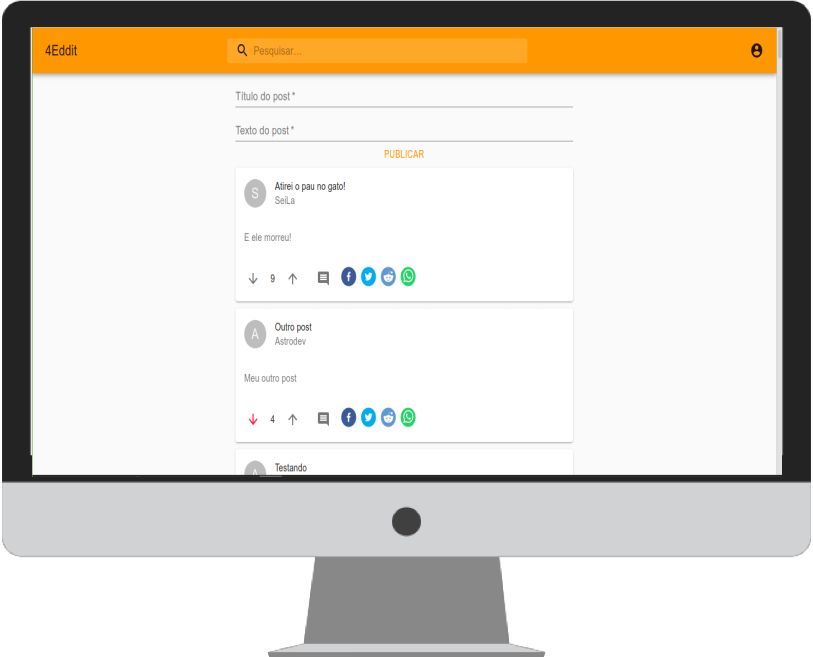 4Eddit
Pesquisar...
Título do post *
Texto do post *
PUBLICAR
S
Atirei o pau no gato!
SeiLa
E ele morreu!
9
A
Outro post
Astrodev
Meu outro post
4
A
Testando